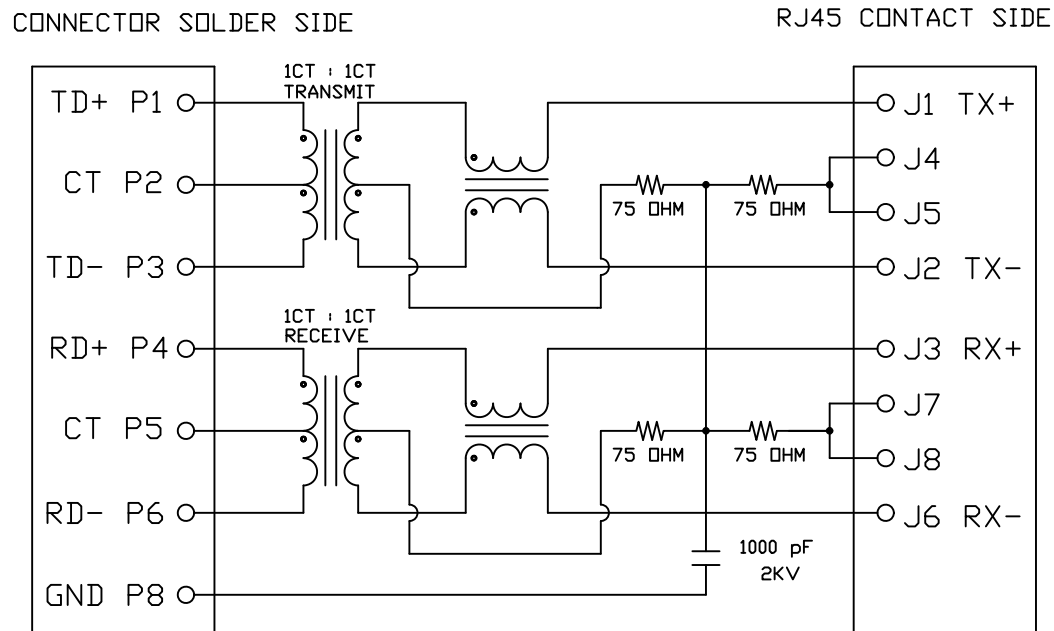 CONNECTOR SOLDER SIDE
RJ45 CONTACT SIDE
1CT : 1CT
TRANSMIT
TD+ P1
J1 TX+
J4
CT P2
75 OHM
75 OHM
J5
TD- P3
J2 TX-
1CT : 1CT
RECEIVE
RD+ P4
J3 RX+
J7
CT P5
75 OHM
75 OHM
J8
RD- P6
J6 RX-
1000 pF
2KV
GND P8